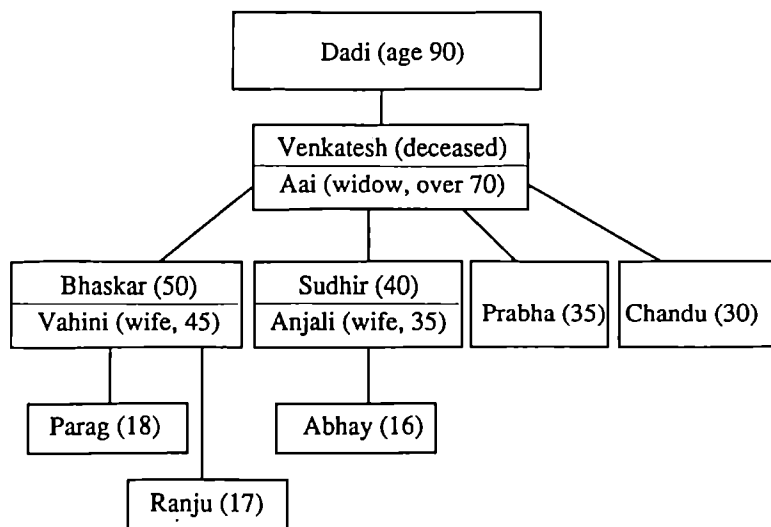 Dadi (age 90)
Venkatesh (deceased)
Aai (widow, over 70)
Bhaskar (50)
Vahini (wife, 45)
Sudhir (40)
Anjali (wife, 35)
Prabha (35)
Chandu (30)
Parag (18)
Abhay (16)
Ranju (17)